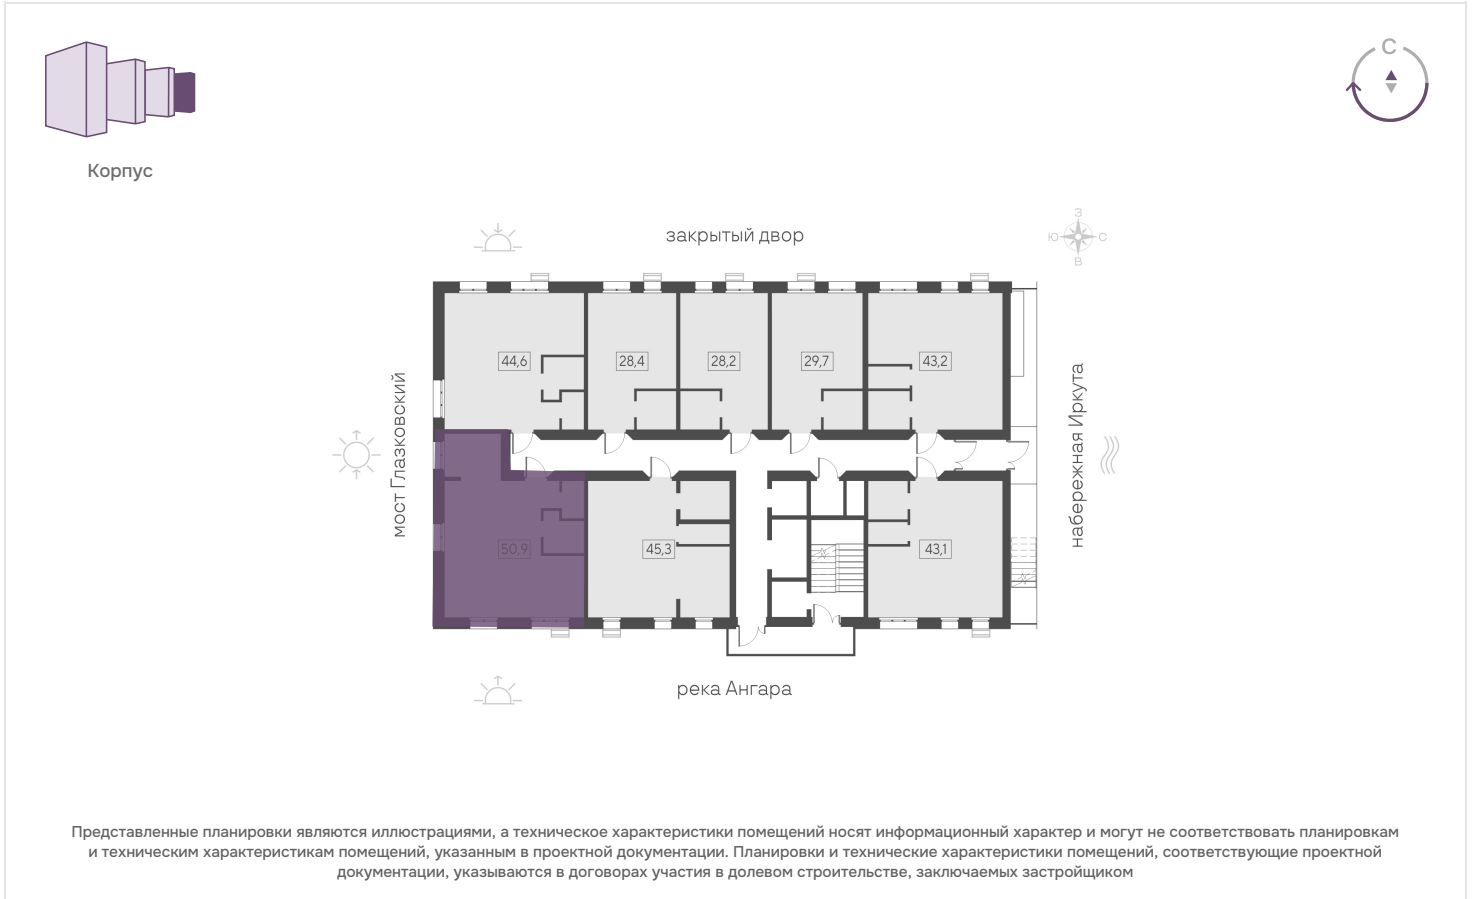 С
Корпус
закрытый двор
З
Ю
С
В
44,6
28,4
28,2
29,7
43,2
мост Глазковский
набережная Иркута
50,9
45,3
43,1
река Ангара
Представленные планировки являются иллюстрациями, а техническое характеристики помещений носят информационный характер и могут не соответствовать планировкам
и техническим характеристикам помещений, указанным в проектной документации. Планировки и технические характеристики помещений, соответствующие проектной
документации, указываются в договорах участия в долевом строительстве, заключаемых застройщиком